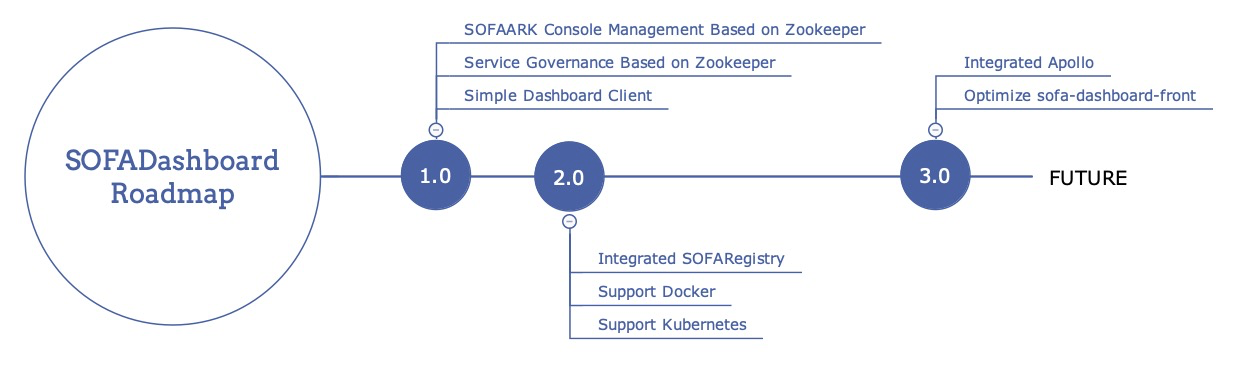 SOFADashboard
Roadmap
SOFAARK Console Management Based on Zookeeper
Service Governance Based on Zookeeper
Simple Dashboard Client
1.0
2.0
Integrated SOFARegistry
Support Docker
Support Kubernetes
Integrated Apollo
Optimize sofa-dashboard-front
3.0
FUTURE